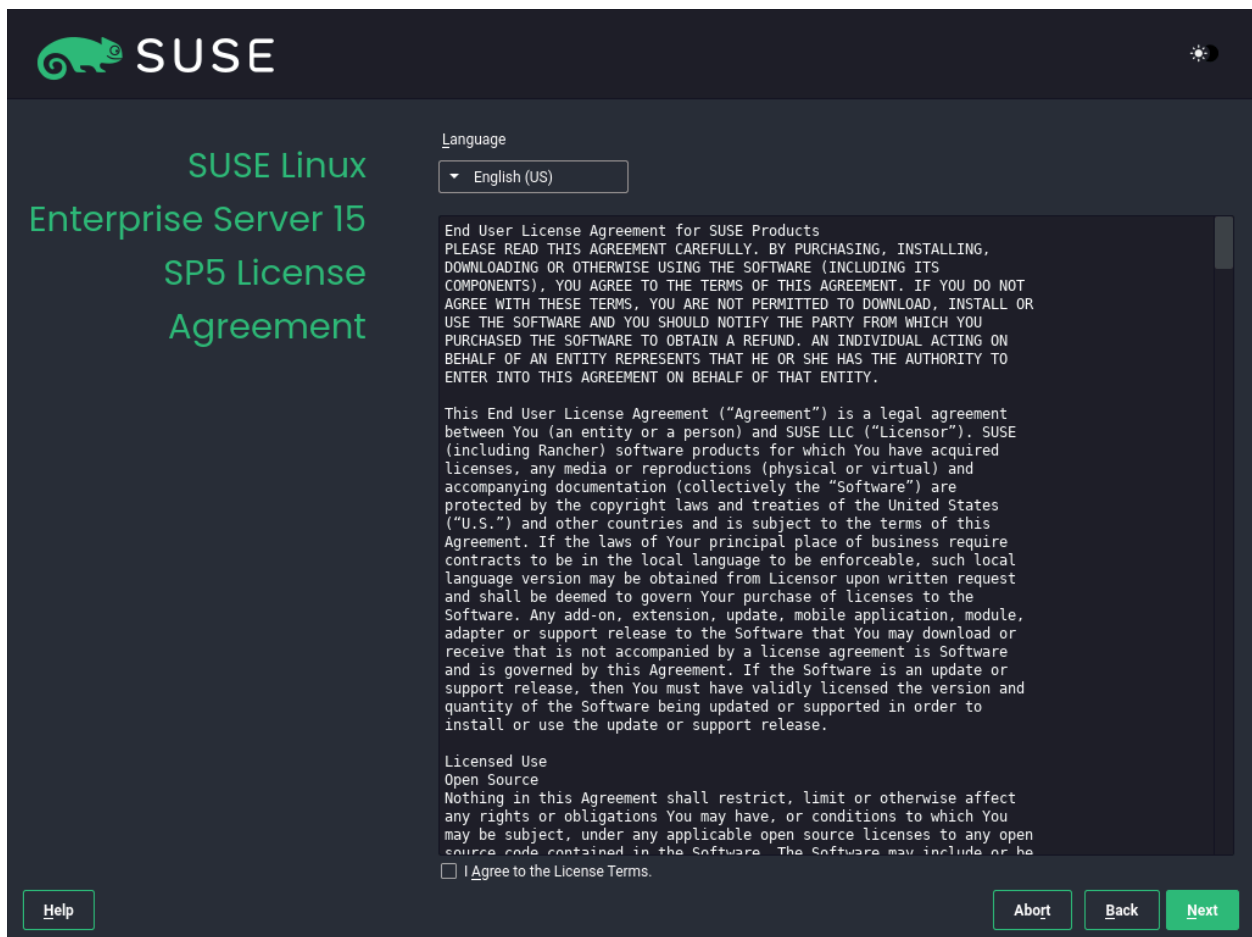 SUSE
SUSE Linux
Enterprise Server 15
SP5 License
Agreement
Language
English (US)
End User License Agreement for SUSE Products
PLEASE READ THIS AGREEMENT CAREFULLY. BY PURCHASING, INSTALLING,
DOWNLOADING OR OTHERWISE USING THE SOFTWARE (INCLUDING ITS
COMPONENTS), YOU AGREE TO THE TERMS OF THIS AGREEMENT. IF YOU DO NOT
AGREE WITH THESE TERMS, YOU ARE NOT PERMITTED TO DOWNLOAD, INSTALL OR
USE THE SOFTWARE AND YOU SHOULD NOTIFY THE PARTY FROM WHICH YOU
PURCHASED THE SOFTWARE TO OBTAIN A REFUND. AN INDIVIDUAL ACTING ON
BEHALF OF AN ENTITY REPRESENTS THAT HE OR SHE HAS THE AUTHORITY TO
ENTER INTO THIS AGREEMENT ON BEHALF OF THAT ENTITY.
This End User License Agreement (“Agreement”) is a legal agreement
between You (an entity or a person) and SUSE LLC (“Licensor”). SUSE
(including Rancher) software products for which You have acquired
licenses, any media or reproductions (physical or virtual) and
accompanying documentation (collectively the “Software”) are
protected by the copyright laws and treaties of the United States
(“U.S.”) and other countries and is subject to the terms of this
Agreement. If the laws of Your principal place of business require
contracts to be in the local language to be enforceable, such local
language version may be obtained from Licensor upon written request
and shall be deemed to govern Your purchase of licenses to the
Software. Any add-on, extension, update, mobile application, module,
adapter or support release to the Software that You may download or
receive that is not accompanied by a license agreement is Software
and is governed by this Agreement. If the Software is an update or
support release, then You must have validly licensed the version and
quantity of the Software being updated or supported in order to
install or use the update or support release.
Licensed Use
Open Source
Nothing in this Agreement shall restrict, limit or otherwise affect
any rights or obligations You may have, or conditions to which You
may be subject, under any applicable open source licenses to any open
source code contained in the Software. The Software may include or be
I Agree to the License Terms.
Help
Abort
Back
Next